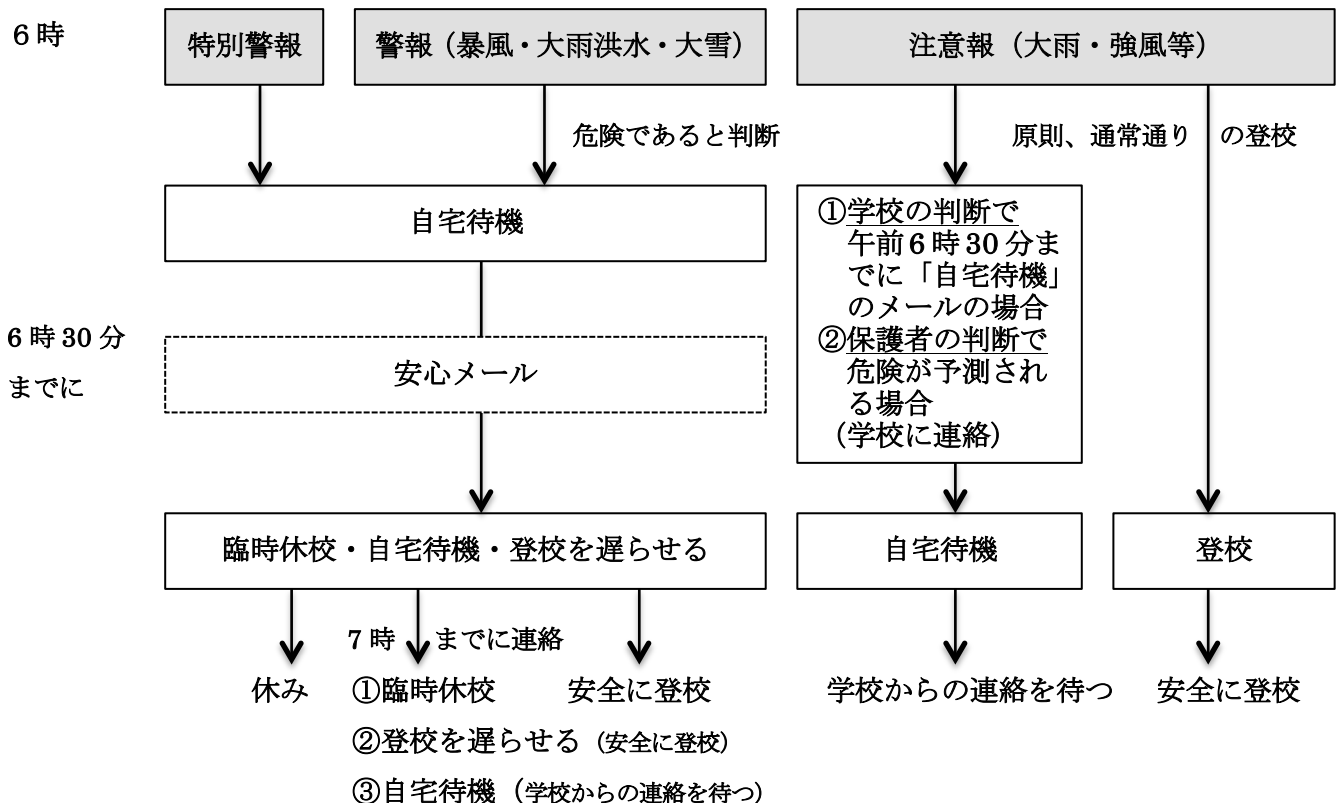 6時
特別警報
警報（暴風・大雨洪水・大雪）
注意報（大雨・強風等）
危険であると判断
原則、通常通り の登校
自宅待機
①学校の判断で
午前6時30分ま
でに「自宅待機」
のメールの場合
②保護者の判断で
危険が予測され
る場合
（学校に連絡）
6時30分
までに
安心メール
臨時休校・自宅待機・登校を遅らせる
自宅待機
登校
7時 までに連絡
休み
①臨時休校
安全に登校
学校からの連絡を待つ
安全に登校
②登校を遅らせる（安全に登校）
③自宅待機（学校からの連絡を待つ）